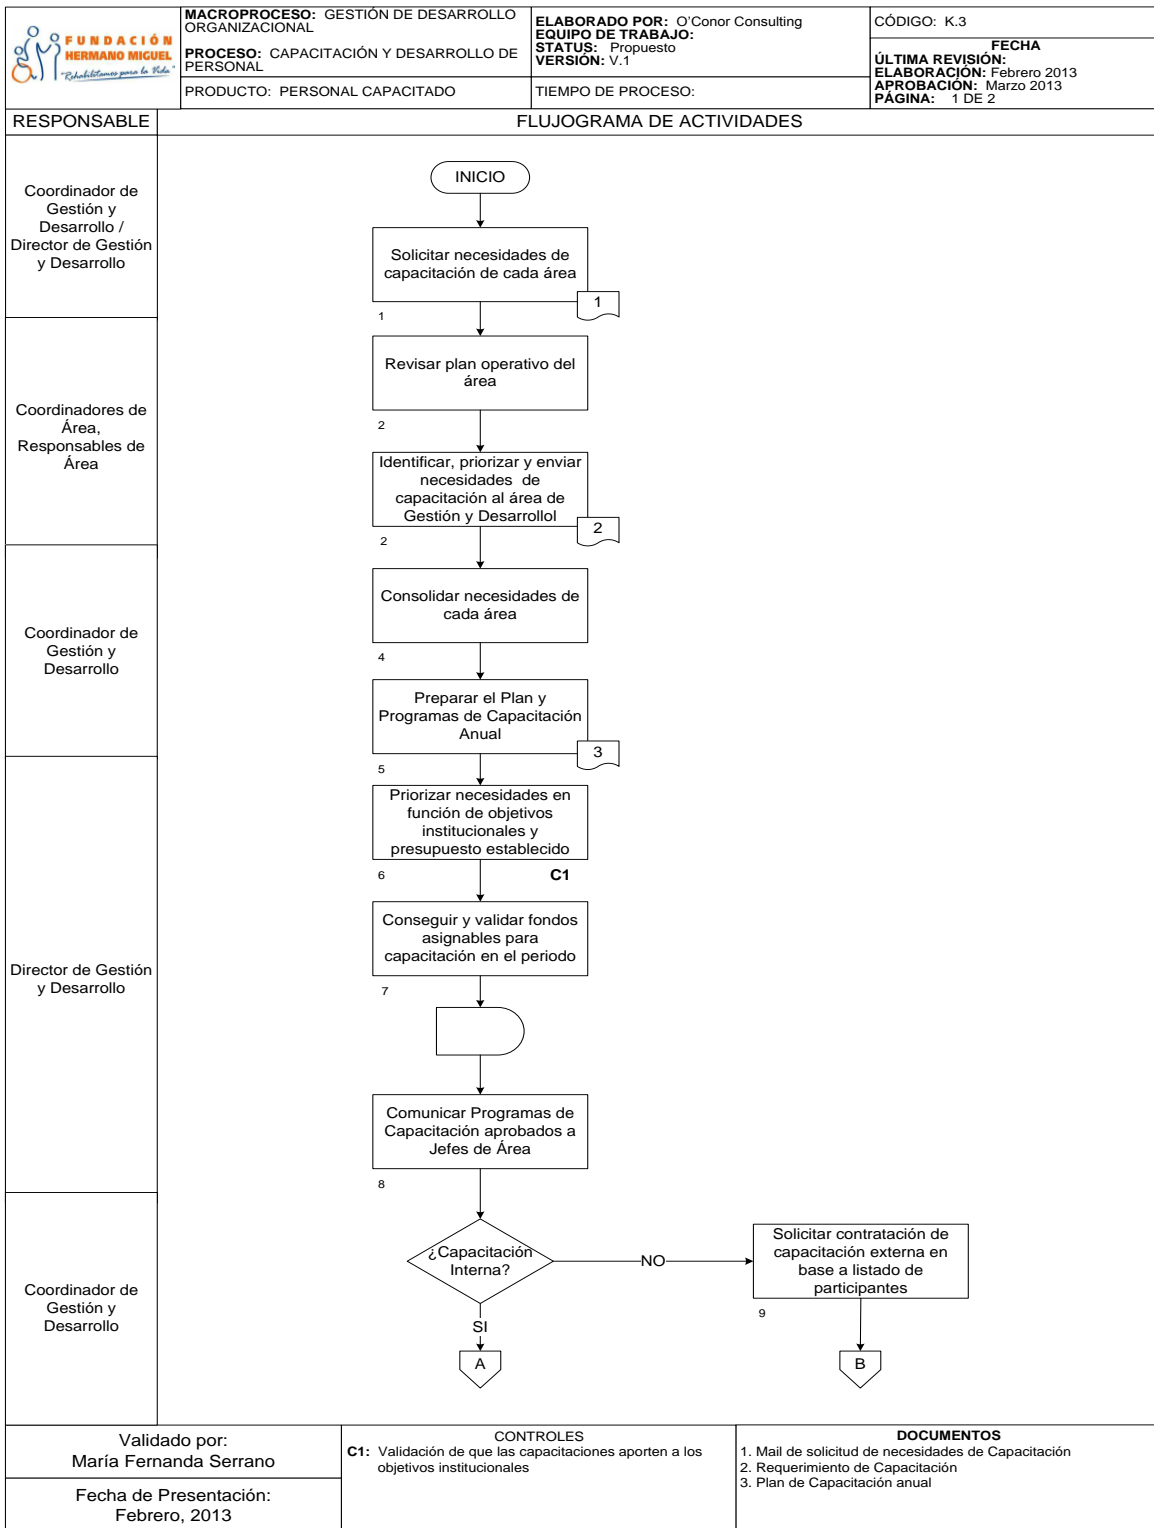 FUNDACIÓN
HERMANO MIGUEL
"Rehabilitamos para la Vida"
MACROPROCESO: GESTIÓN DE DESARROLLO
ORGANIZACIONAL
PROCESO: CAPACITACIÓN Y DESARROLLO DE
PERSONAL
PRODUCTO: PERSONAL CAPACITADO
ELABORADO POR: O'Conor Consulting
EQUIPO DE TRABAJO:
STATUS: Propuesto
VERSIÓN: V.1
TIEMPO DE PROCESO:
CÓDIGO: K.3
FECHA
ÚLTIMA REVISIÓN:
ELABORACIÓN: Febrero 2013
APROBACIÓN: Marzo 2013
PÁGINA: 1 DE 2
RESPONSABLE
FLUJOGRAMA DE ACTIVIDADES
Coordinador de
Gestión y
Desarrollo /
Director de Gestión
y Desarrollo
INICIO
Solicitar necesidades de
capacitación de cada área
1
1
Coordinadores de
Área,
Responsables de
Área
Revisar plan operativo del
área
2
Identificar, priorizar y enviar
necesidades de
capacitación al área de
Gestión y Desarrollol
2
2
Coordinador de
Gestión y
Desarrollo
Consolidar necesidades de
cada área
4
Preparar el Plan y
Programas de Capacitación
Anual
3
5
Director de Gestión
y Desarrollo
Priorizar necesidades en
función de objetivos
institucionales y
presupuesto establecido
6
C1
Conseguir y validar fondos
asignables para
capacitación en el periodo
7
Comunicar Programas de
Capacitación aprobados a
Jefes de Área
8
Coordinador de
Gestión y
Desarrollo
¿Capacitación
Interna?
NO
Solicitar contratación de
capacitación externa en
base a listado de
participantes
9
SI
A
B
Validado por:
María Fernanda Serrano
Fecha de Presentación:
Febrero, 2013
CONTROLES
C1: Validación de que las capacitaciones aporten a los
objetivos institucionales
DOCUMENTOS
1. Mail de solicitud de necesidades de Capacitación
2. Requerimiento de Capacitación
3. Plan de Capacitación anual